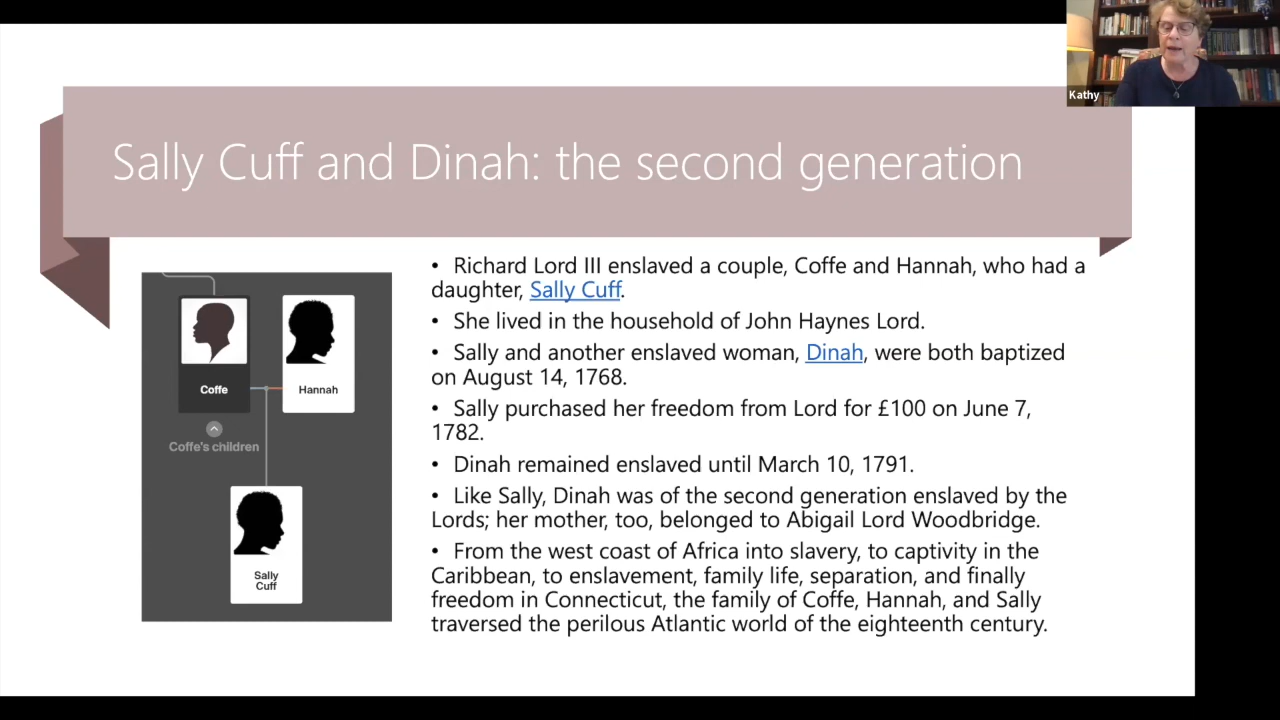 Kathy
Sally Cuff and Dinah: the second generation
Coffe
Hannah
Coffe's children
Sally
Cuff
• Richard Lord III enslaved a couple, Coffe and Hannah, who had a
daughter, Sally Cuff.
• She lived in the household of John Haynes Lord.
• Sally and another enslaved woman, Dinah, were both baptized
on August 14, 1768.
• Sally purchased her freedom from Lord for £100 on June 7,
1782.
• Dinah remained enslaved until March 10, 1791.
• Like Sally, Dinah was of the second generation enslaved by the
Lords; her mother, too, belonged to Abigail Lord Woodbridge.
• From the west coast of Africa into slavery, to captivity in the
Caribbean, to enslavement, family life, separation, and finally
freedom in Connecticut, the family of Coffe, Hannah, and Sally
traversed the perilous Atlantic world of the eighteenth century.